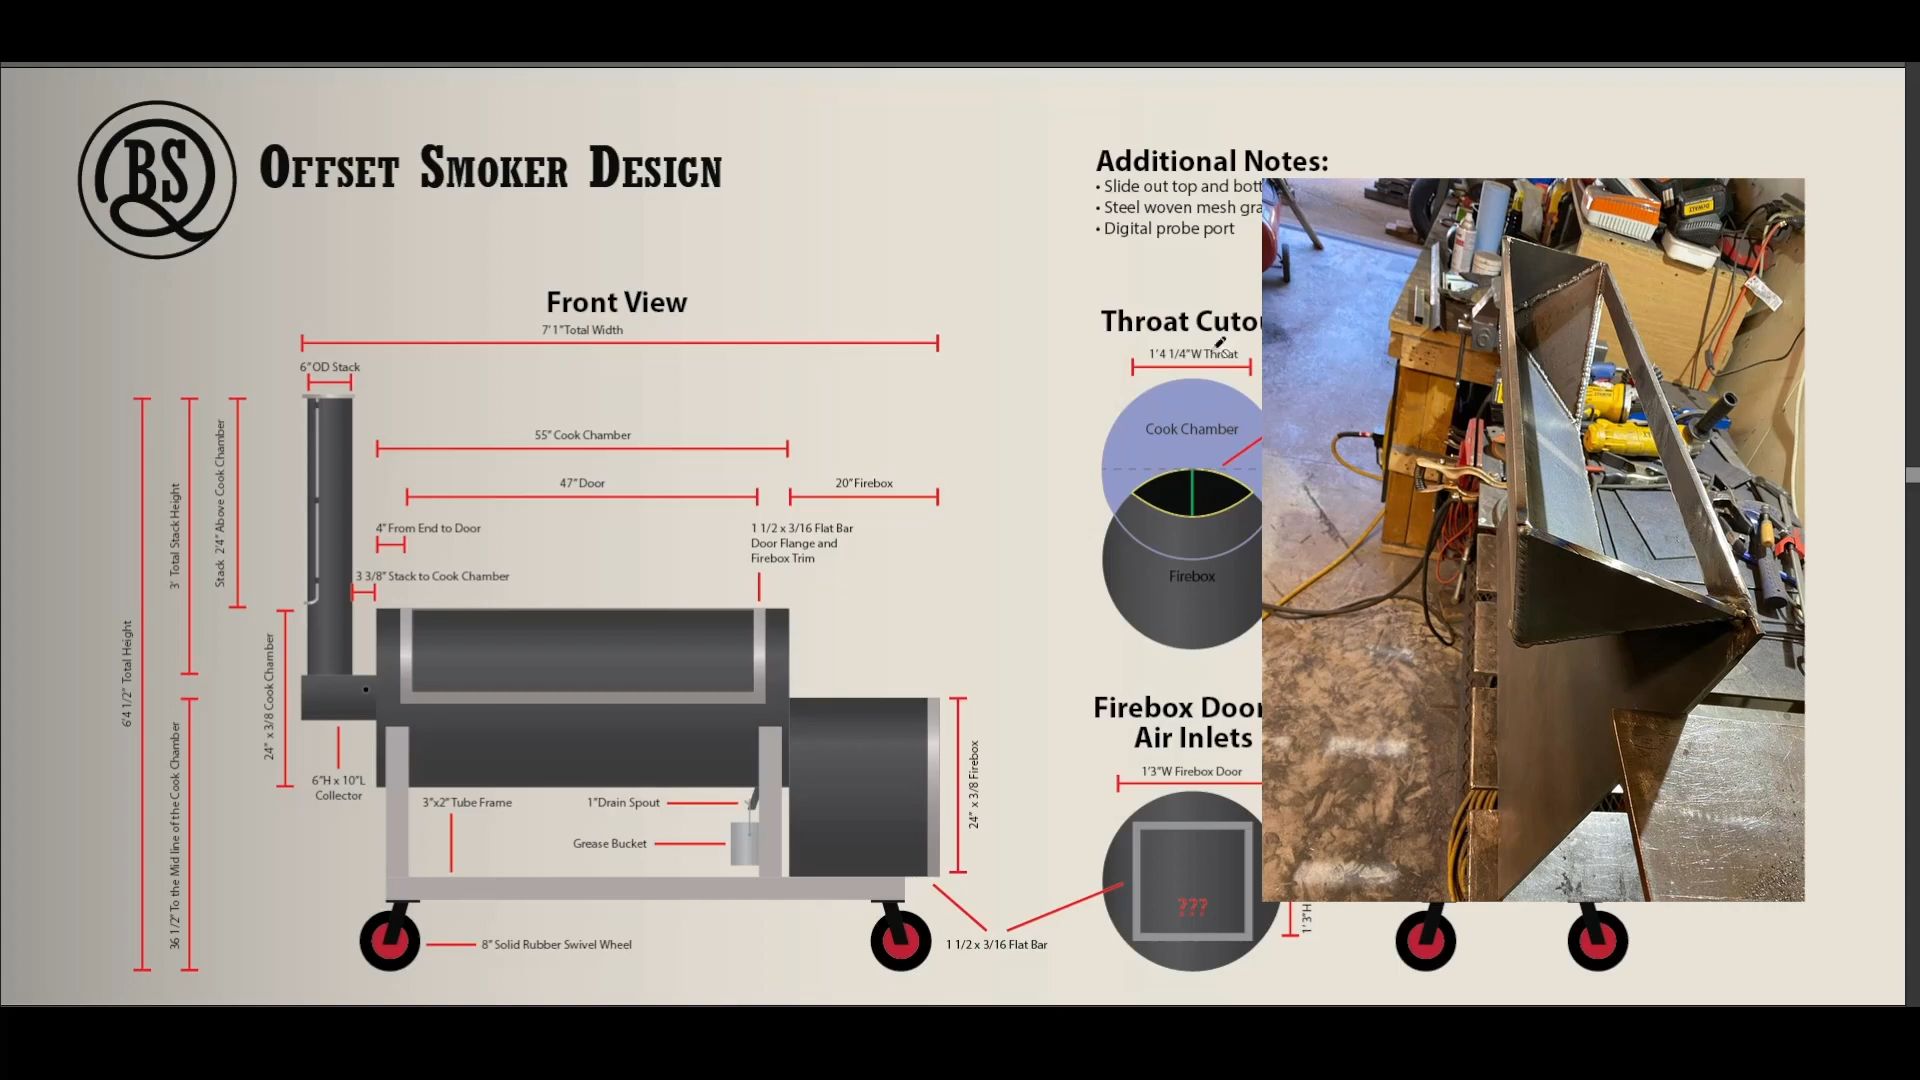 BSQ
Offset Smoker Design
Additional Notes:
• Slide out top and bott
• Steel woven mesh gra
• Digital probe port
Front View
7' 1" Total Width
6" OD Stack
55" Cook Chamber
47" Door
20" Firebox
4" From End to Door
1 1/2 x 3/16 Flat Bar
Door Flange and
Firebox Trim
3 3/8" Stack to Cook Chamber
6'4 1/2" Total Height
3' Total Stack Height
Stack 2'4" Above Cook Chamber
36 1/2" To the Mid line of the Cook Chamber
24" x 3/8 Cook Chamber
6"H x 10"L
Collector
3"x2" Tube Frame
1" Drain Spout
Grease Bucket
24" x 3/8 Firebox
8" Solid Rubber Swivel Wheel
1 1/2 x 3/16 Flat Bar
Throat Cuto
1'4 1/4" W Throat
Cook Chamber
Firebox
Firebox Door
Air Inlets
1'3"W Firebox Door
???
1'3"H
DEWALT